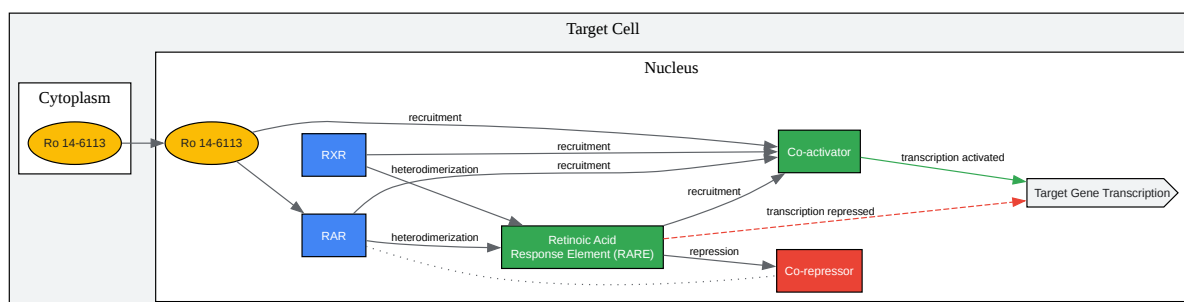 Target Cell
Nucleus
Cytoplasm
Ro 14-6113
Ro 14-6113
recruitment
RXR
recruitment
recruitment
heterodimerization
Co-activator
transcription activated
recruitment
Target Gene Transcription
transcription repressed
RAR
heterodimerization
Retinoic Acid
Response Element (RARE)
repression
Co-repressor